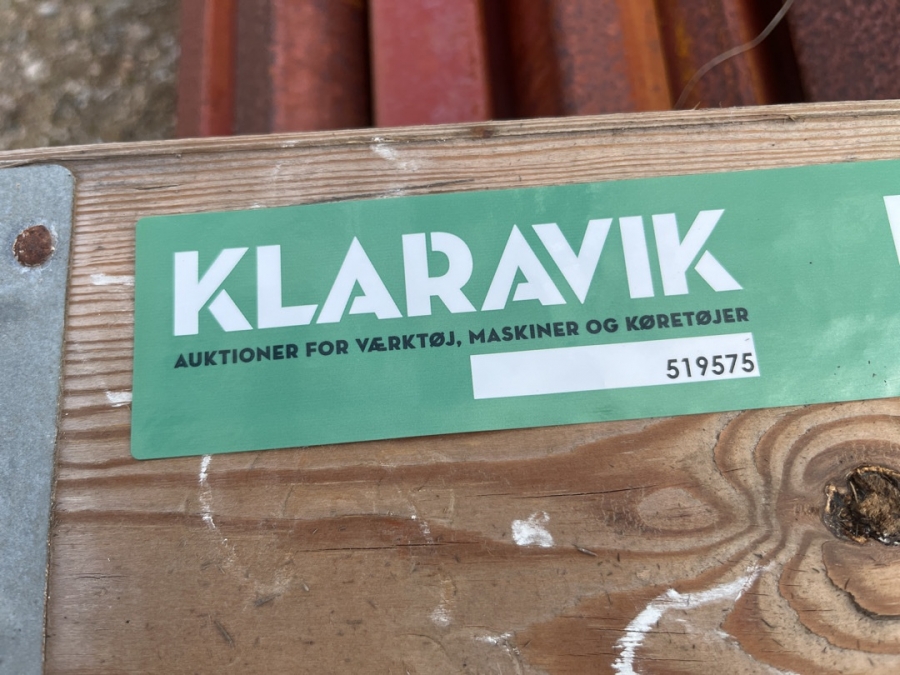 KLARAVIK
AUKTIONER FOR VÆRKTØJ, MASKINER OG KØRETØJER
519575